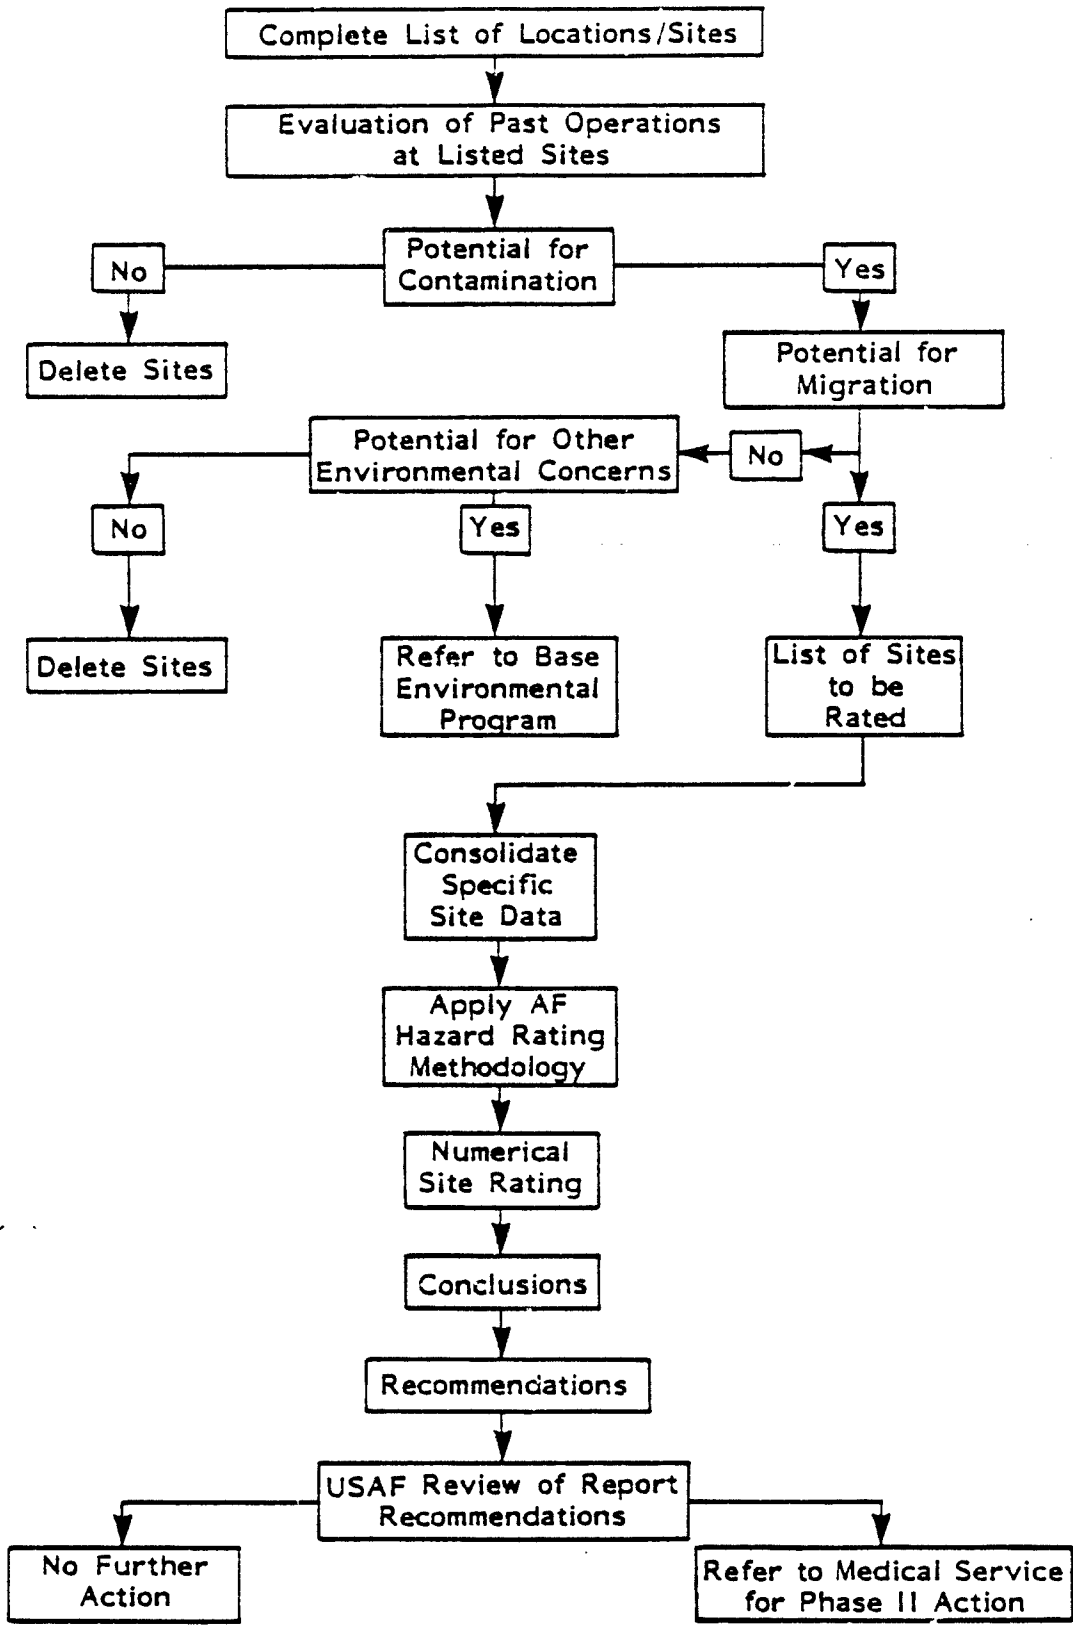 Complete List of Locations/Sites
Evaluation of Past Operations
at Listed Sites
Potential for
Contamination
No
Yes
Delete Sites
Potential for
Migration
Potential for Other
Environmental Concerns
No
No
Yes
Yes
Delete Sites
Refer to Base
Environmental
Program
List of Sites
to be
Rated
Consolidate
Specific
Site Data
Apply AF
Hazard Rating
Methodology
Numerical
Site Rating
Conclusions
Recommendations
USAF Review of Report
Recommendations
No Further
Action
Refer to Medical Service
for Phase II Action